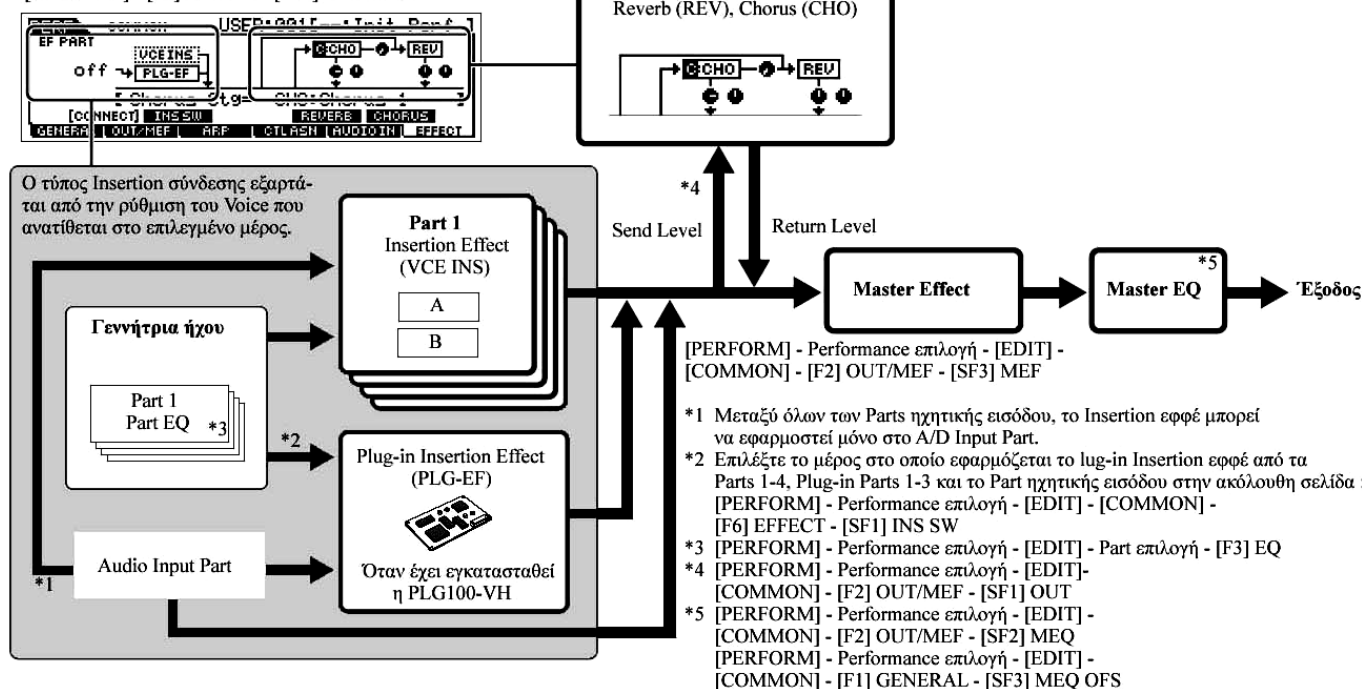 Reverb (REV), Chorus (CHO)
COMMON
EF PART
VCE INS
off
PLG-EF
CHO
REV
[CONNECT] INS SW REVERB CHORUS
GENERAL OUT/MEF ARP CTL ASN AUDIO IN EFFECT
CHO
REV
Ο τύπος Insertion σύνδεσης εξαρτά-
ται από την ρύθμιση του Voice που
ανατίθεται στο επιλεγμένο μέρος.
Part 1
Insertion Effect
(VCE INS)
A
B
*4
Send Level
Return Level
Γεννήτρια ήχου
Part 1
Part EQ
*3
*2
Plug-in Insertion Effect
(PLG-EF)
Όταν έχει εγκατασταθεί
η PLG100-VH
Audio Input Part
*1
Master Effect
Master EQ
*5
Έξοδος
[PERFORM] - Performance επιλογή - [EDIT] -
[COMMON] - [F2] OUT/MEF - [SF3] MEF
*1 Μεταξύ όλων των Parts ηχητικής εισόδου, το Insertion εφφέ μπορεί
να εφαρμοστεί μόνο στο A/D Input Part.
*2 Επιλέξτε το μέρος στο οποίο εφαρμόζεται το lug-in Insertion εφφέ από τα
Parts 1-4, Plug-in Parts 1-3 και το Part ηχητικής εισόδου στην ακόλουθη σελίδα :
[PERFORM] - Performance επιλογή - [EDIT] - [COMMON] -
[F6] EFFECT - [SF1] INS SW
*3 [PERFORM] - Performance επιλογή - [EDIT] - Part επιλογή - [F3] EQ
*4 [PERFORM] - Performance επιλογή - [EDIT]-
[COMMON] - [F2] OUT/MEF - [SF1] OUT
*5 [PERFORM] - Performance επιλογή - [EDIT] -
[COMMON] - [F2] OUT/MEF - [SF2] MEQ
[PERFORM] - Performance επιλογή - [EDIT] -
[COMMON] - [F1] GENERAL - [SF3] MEQ OFS